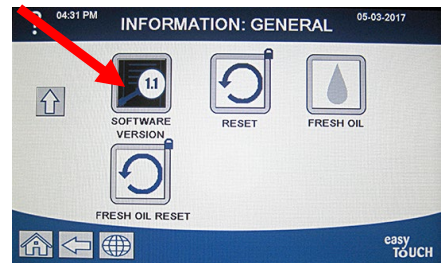 ? 04:31 PM INFORMATION: GENERAL 05-03-2017
1.1
SOFTWARE
VERSION
RESET
FRESH OIL
FRESH OIL RESET
easy
TOUCH